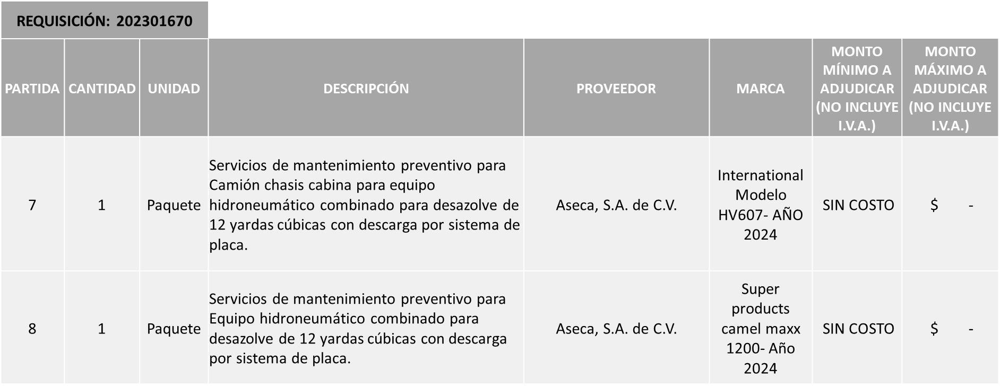 REQUISICIÓN: 202301670
PARTIDA
CANTIDAD
UNIDAD
DESCRIPCIÓN
PROVEEDOR
MARCA
MONTO
MÍNIMO A
ADJUDICAR
(NO INCLUYE
I.V.A.)
MONTO
MÁXIMO A
ADJUDICAR
(NO INCLUYE
I.V.A.)
7
1
Paquete
Servicios de mantenimiento preventivo para
Camión chasis cabina para equipo
hidroneumático combinado para desazolve de
12 yardas cúbicas con descarga por sistema de
placa.
Aseca, S.A. de C.V.
International
Modelo
HV607- AÑO
2024
SIN COSTO
$ -
8
1
Paquete
Servicios de mantenimiento preventivo para
Equipo hidroneumático combinado para
desazolve de 12 yardas cúbicas con descarga
por sistema de placa.
Aseca, S.A. de C.V.
Super
products
camel maxx
1200- Año
2024
SIN COSTO
$ -